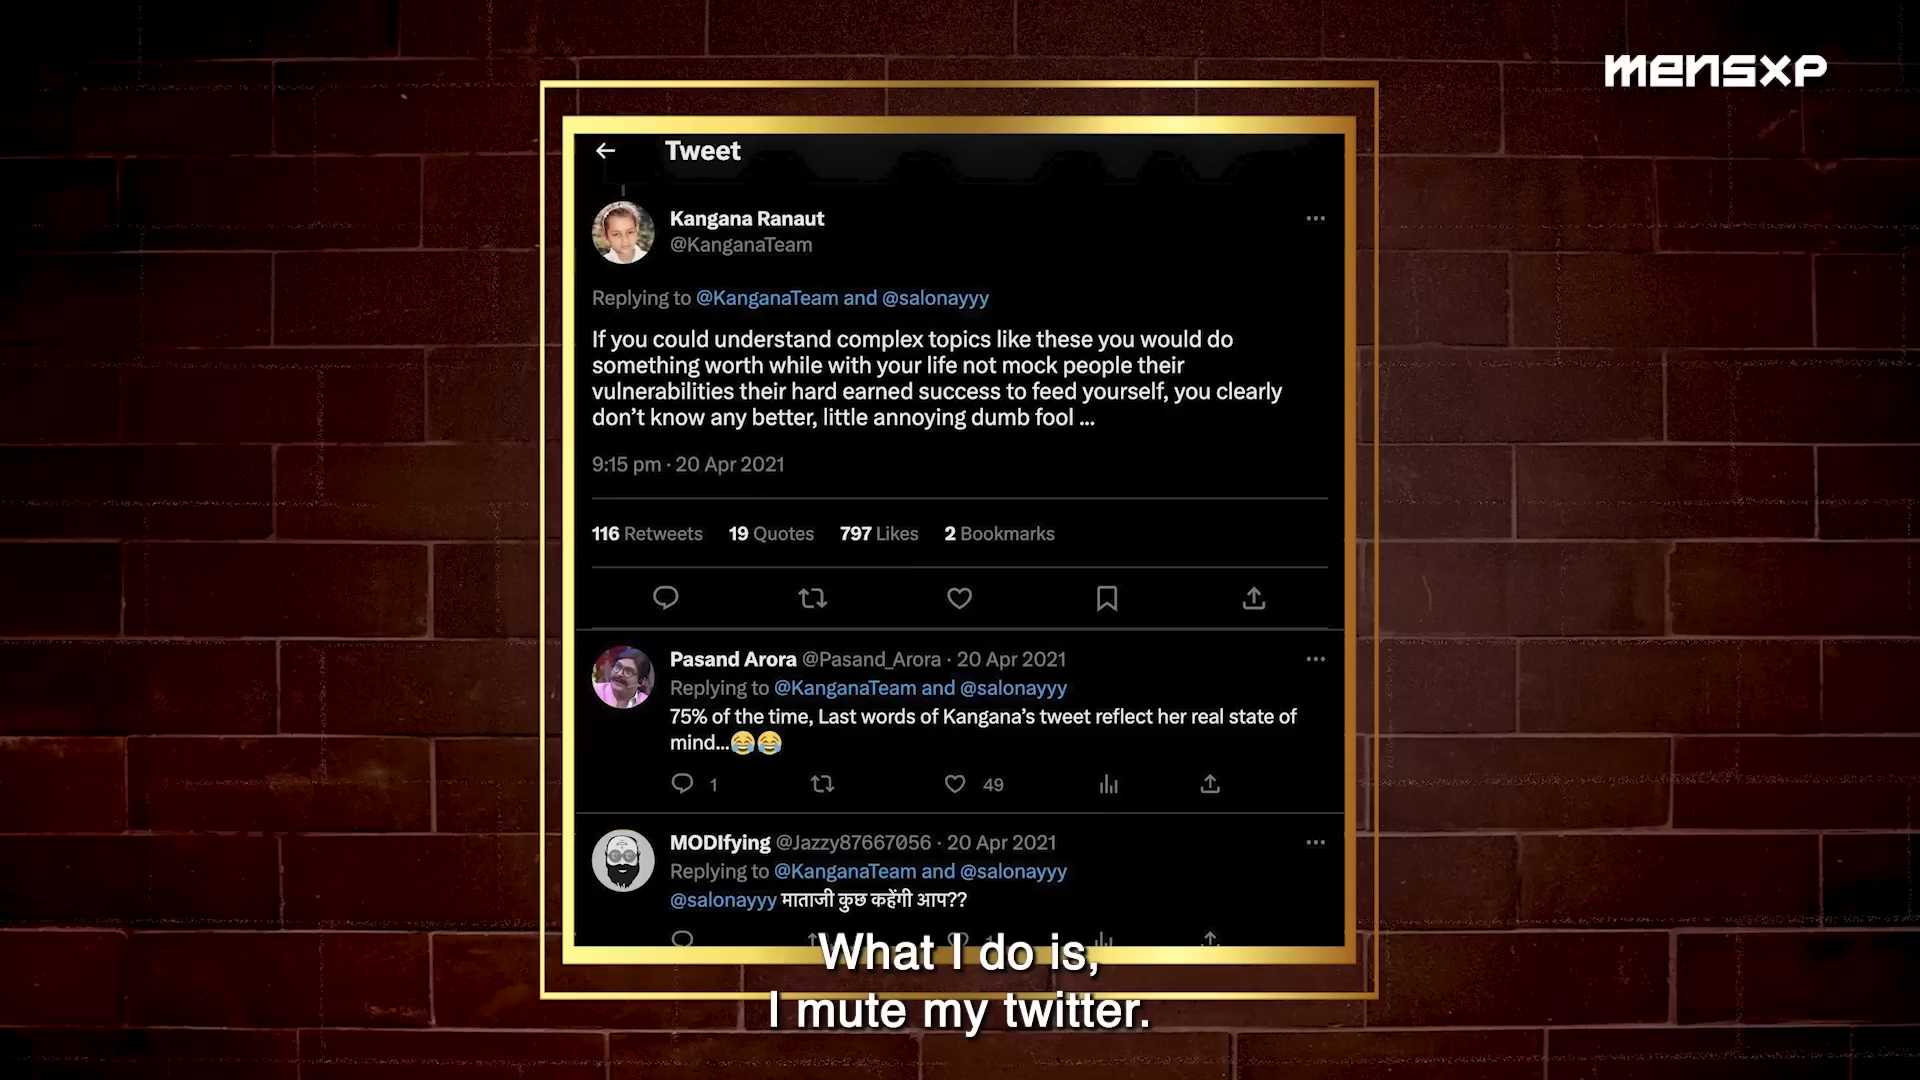 mensxp
Tweet
Kangana Ranaut
@KanganaTeam
Replying to @KanganaTeam and @salonayyy
If you could understand complex topics like these you would do
something worth while with your life not mock people their
vulnerabilities their hard earned success to feed yourself, you clearly
don't know any better, little annoying dumb fool ...
9:15 pm · 20 Apr 2021
116 Retweets 19 Quotes 797 Likes 2 Bookmarks
Pasand Arora @Pasand_Arora · 20 Apr 2021
Replying to @KanganaTeam and @salonayyy
75% of the time, Last words of Kangana's tweet reflect her real state of
mind...😂😂
1 49
MODIfying @Jazzy87667056 · 20 Apr 2021
Replying to @KanganaTeam and @salonayyy
@salonayyy माताजी कुछ कहेंगी आप??
What I do is,
I mute my twitter.